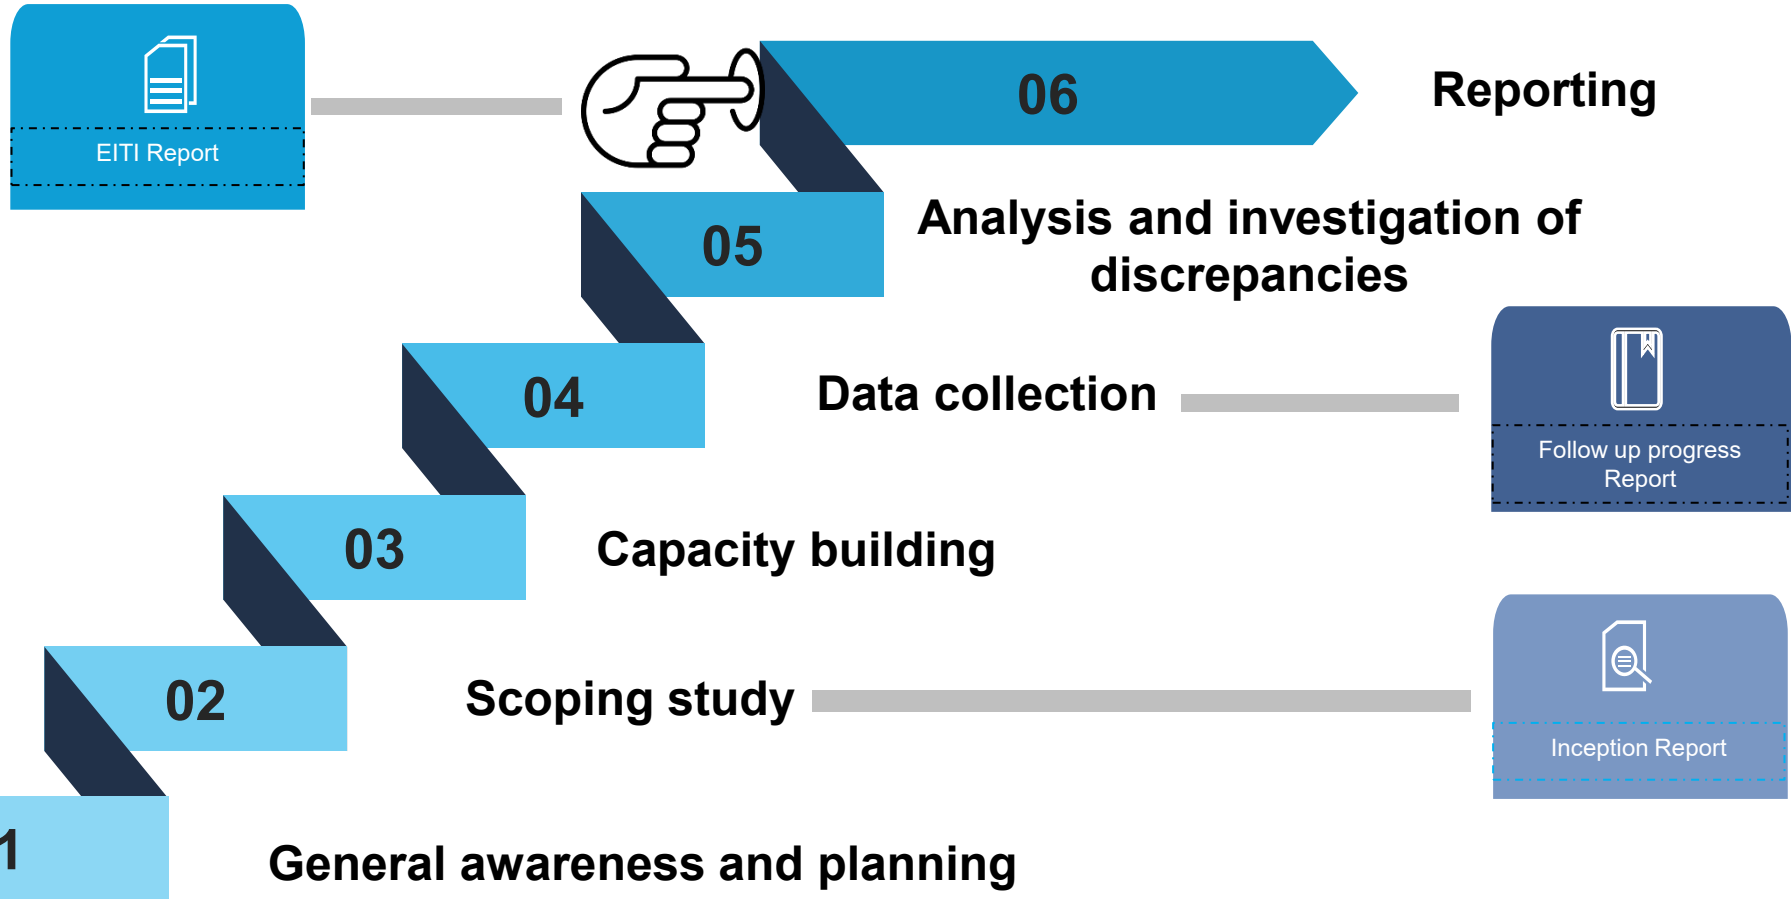 EITI Report
06
Reporting
05
Analysis and investigation of
discrepancies
04
Data collection
Follow up progress
Report
03
Capacity building
02
Scoping study
Inception Report
1
General awareness and planning